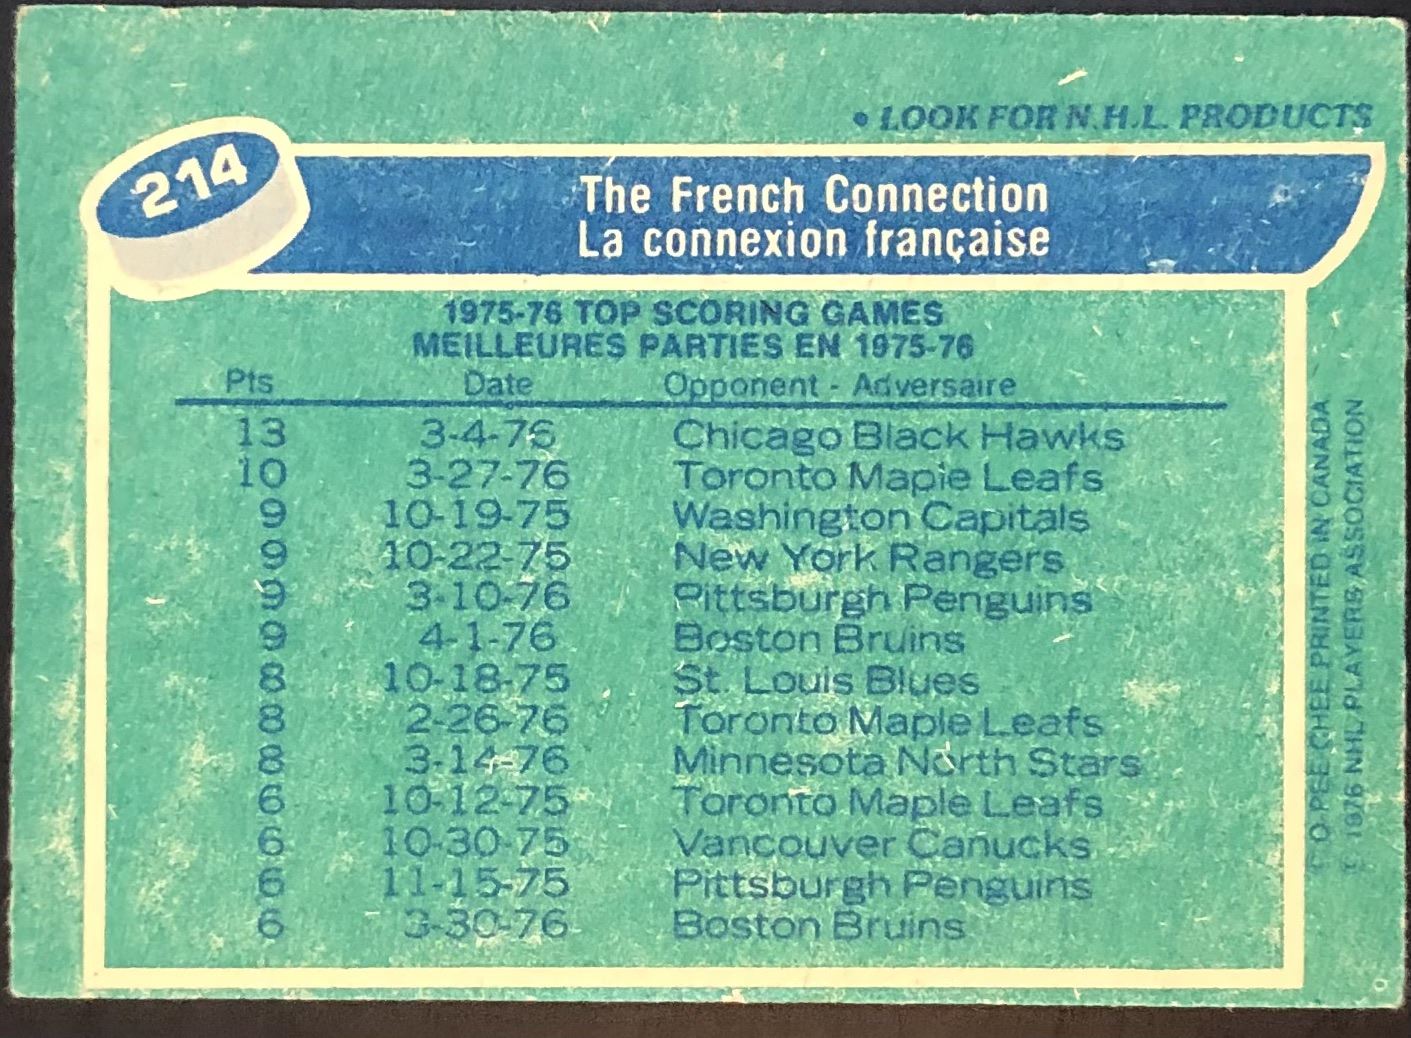 • LOOK FOR N.H.L. PRODUCTS
214
The French Connection
La connexion française
1975-76 TOP SCORING GAMES
MEILLEURES PARTIES EN 1975-76
Pts Date Opponent - Adversaire
13 3-4-76 Chicago Black Hawks
10 3-27-76 Toronto Maple Leafs
9 10-19-75 Washington Capitals
9 10-22-75 New York Rangers
9 3-10-76 Pittsburgh Penguins
9 4-1-76 Boston Bruins
8 10-18-75 St. Louis Blues
8 2-26-76 Toronto Maple Leafs
8 3-14-76 Minnesota North Stars
6 10-12-75 Toronto Maple Leafs
6 10-30-75 Vancouver Canucks
6 11-15-75 Pittsburgh Penguins
6 3-30-76 Boston Bruins
© O-PEE-CHEE PRINTED IN CANADA
© 1976 NHL PLAYERS ASSOCIATION